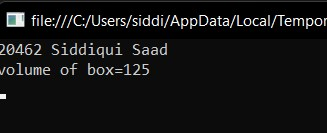 file:///C:/Users/siddi/AppData/Local/Tempor
20462 Siddiqui Saad
volume of box=125